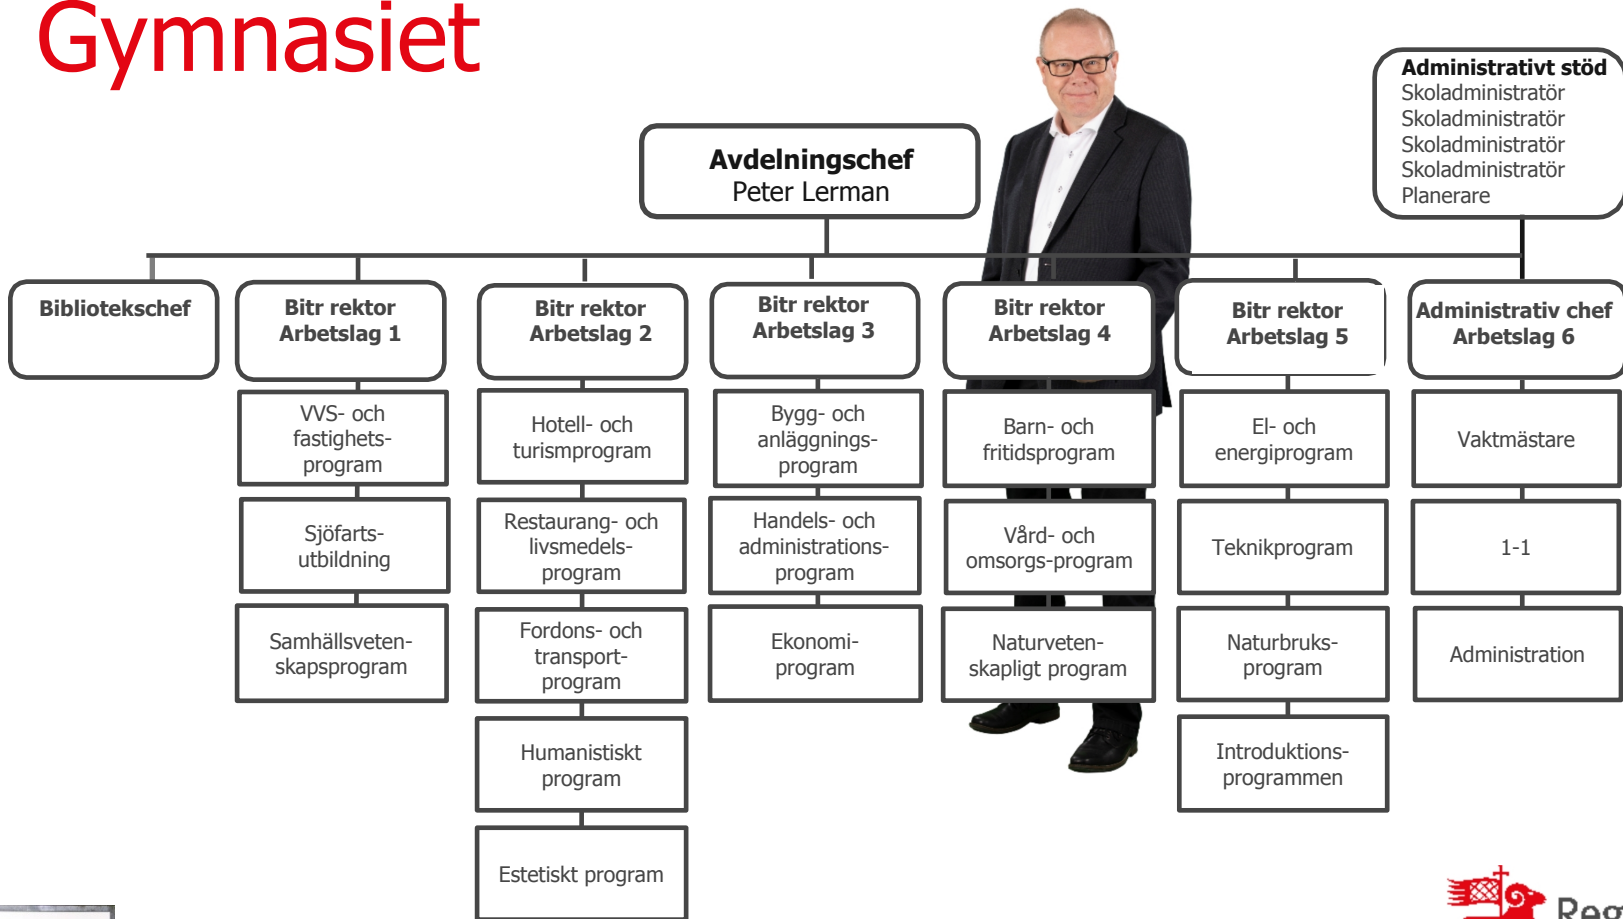 Gymnasiet
Administrativt stöd
Skoladministratör
Skoladministratör
Skoladministratör
Skoladministratör
Planerare
Avdelningschef
Peter Lerman
Bibliotekschef
Bitr rektor
Arbetslag 1
Bitr rektor
Arbetslag 2
Bitr rektor
Arbetslag 3
Bitr rektor
Arbetslag 4
Bitr rektor
Arbetslag 5
Administrativ chef
Arbetslag 6
VVS- och
fastighets-
program
Hotell- och
turismprogram
Bygg- och
anläggnings-
program
Barn- och
fritidsprogram
El- och
energiprogram
Vaktmästare
Sjöfarts-
utbildning
Restaurang- och
livsmedels-
program
Handels- och
administrations-
program
Vård- och
omsorgs-program
Teknikprogram
1-1
Samhällsveten-
skapsprogram
Fordons- och
transport-
program
Ekonomi-
program
Naturveten-
skapligt program
Naturbruks-
program
Administration
Humanistiskt
program
Introduktions-
programmen
Estetiskt program